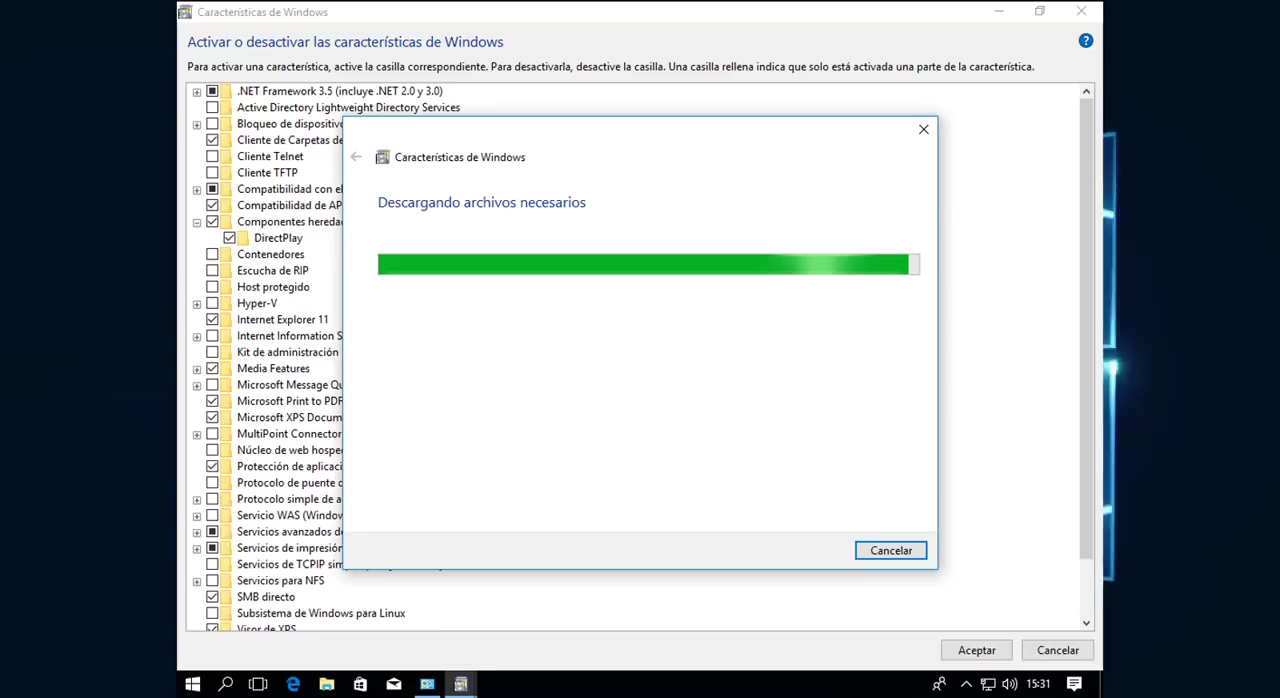 Características de Windows
Activar o desactivar las características de Windows
Para activar una característica, active la casilla correspondiente. Para desactivarla, desactive la casilla. Una casilla rellena indica que solo está activada una parte de la característica.
.NET Framework 3.5 (incluye .NET 2.0 y 3.0)
Active Directory Lightweight Directory Services
Bloqueo de dispositivo
Cliente de Carpetas de
Cliente Telnet
Cliente TFTP
Compatibilidad con el
Compatibilidad de AP
Componentes hereda
DirectPlay
Contenedores
Escucha de RIP
Host protegido
Hyper-V
Internet Explorer 11
Internet Information S
Kit de administración
Media Features
Microsoft Message Qu
Microsoft Print to PDF
Microsoft XPS Docum
MultiPoint Connector
Núcleo de web hospe
Protección de aplicaci
Protocolo de puente d
Protocolo simple de a
Servicio WAS (Window
Servicios avanzados de
Servicios de impresión
Servicios de TCPIP sim
Servicios para NFS
SMB directo
Subsistema de Windows para Linux
Visor de XPS
Características de Windows
Descargando archivos necesarios
Cancelar
Aceptar
Cancelar
15:31